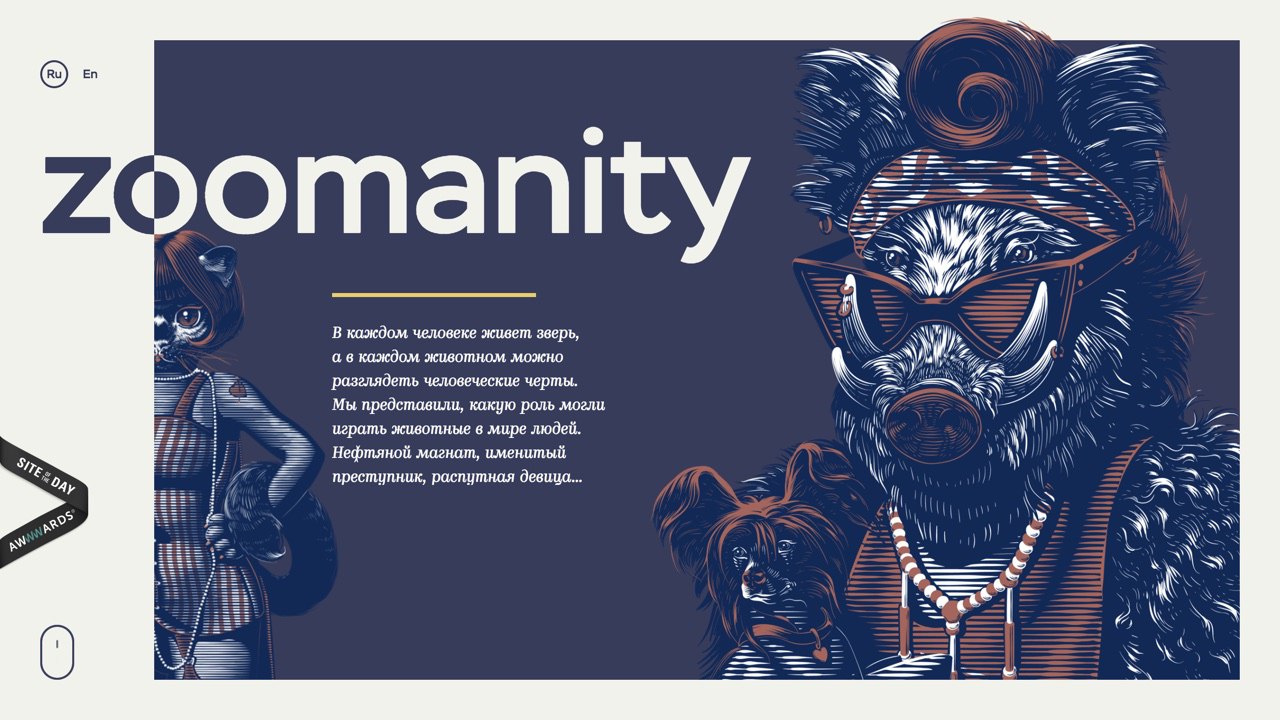 Ru En
zoomanity
В каждом человеке живет зверь,
а в каждом животном можно
разглядеть человеческие черты.
Мы представили, какую роль могли
играть животные в мире людей.
Нефтяной магнат, именитый
преступник, распутная девица...
SITE OF THE DAY
AWWWARDS®